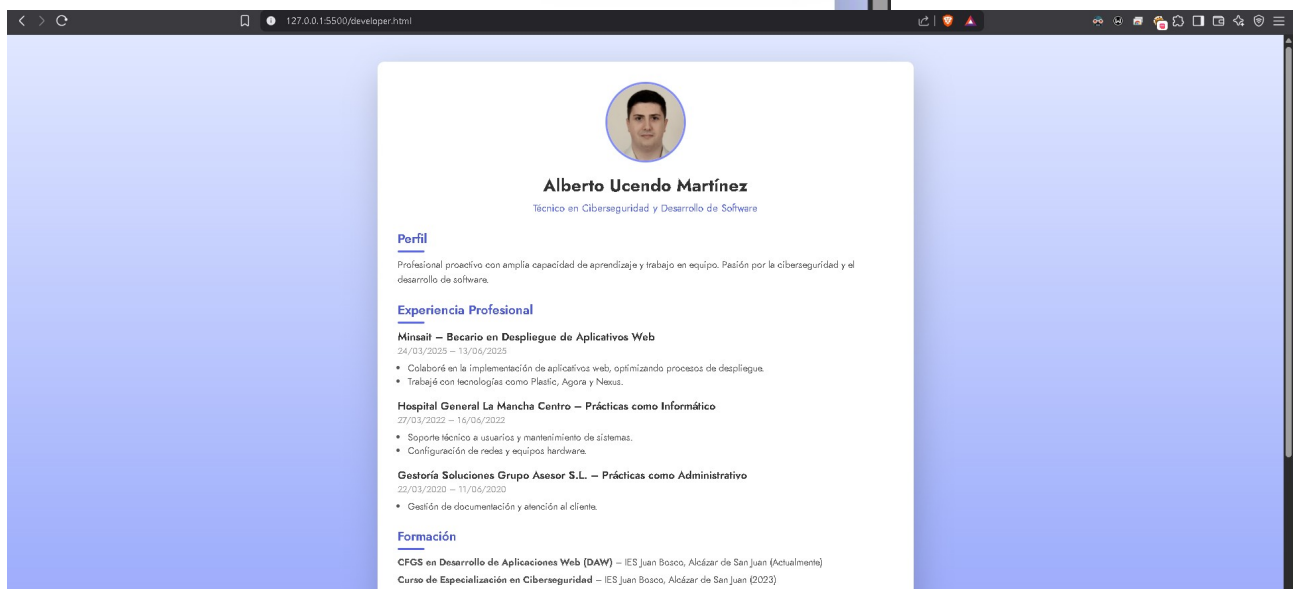 127.0.0.1:5500/developer.html
Alberto Ucendo Martínez
Técnico en Ciberseguridad y Desarrollo de Software
Perfil
Profesional proactivo con amplia capacidad de aprendizaje y trabajo en equipo. Pasión por la ciberseguridad y el
desarrollo de software.
Experiencia Profesional
Minsait – Becario en Despliegue de Aplicativos Web
24/03/2025 – 13/06/2025
• Colaboré en la implementación de aplicativos web, optimizando procesos de despliegue.
• Trabajé con tecnologías como Plastic, Agora y Nexus.
Hospital General La Mancha Centro – Prácticas como Informático
27/03/2022 – 16/06/2022
• Soporte técnico a usuarios y mantenimiento de sistemas.
• Configuración de redes y equipos hardware.
Gestoría Soluciones Grupo Asesor S.L. – Prácticas como Administrativo
22/03/2020 – 11/06/2020
• Gestión de documentación y atención al cliente.
Formación
CFGS en Desarrollo de Aplicaciones Web (DAW) – IES Juan Bosco, Alcázar de San Juan (Actualmente)
Curso de Especialización en Ciberseguridad – IES Juan Bosco, Alcázar de San Juan (2023)